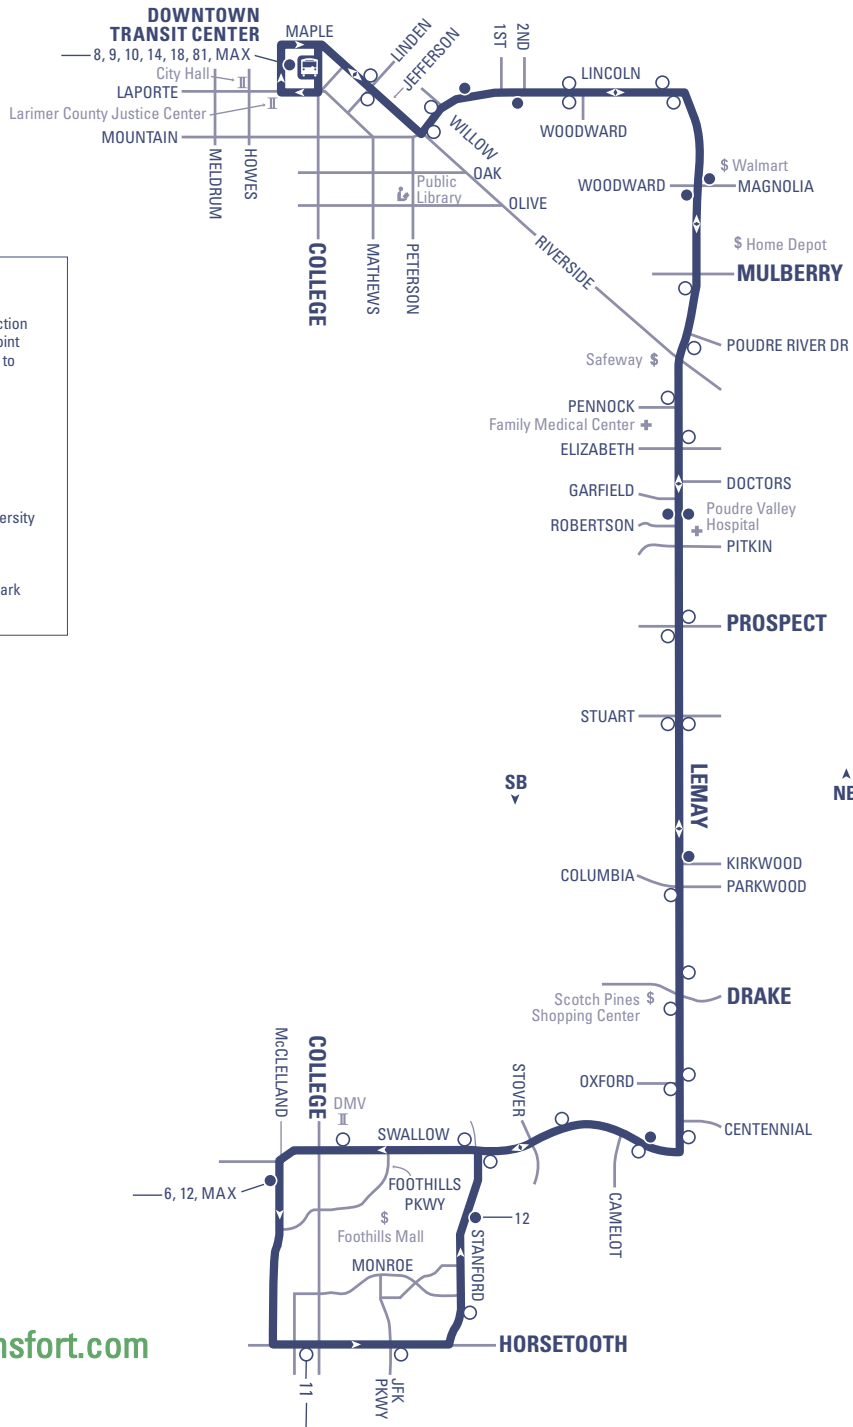 DOWNTOWN
TRANSIT CENTER
8, 9, 10, 14, 18, 81, MAX
MAPLE
LINDEN
JEFFERSON
1ST
2ND
LINCOLN
City Hall
LAPORTE
Larimer County Justice Center
MOUNTAIN
WILLOW
WOODWARD
MELDRUM
HOWES
OAK
Public
Library
OLIVE
$ Walmart
WOODWARD
MAGNOLIA
COLLEGE
MATHEWS
PETERSON
RIVERSIDE
$ Home Depot
MULBERRY
POUDRE RIVER DR
Safeway $
PENNOCK
Family Medical Center
ELIZABETH
DOCTORS
GARFIELD
Poudre Valley
Hospital
ROBERTSON
PITKIN
PROSPECT
STUART
LEMAY
SB
KIRKWOOD
COLUMBIA
PARKWOOD
DRAKE
Scotch Pines $
Shopping Center
OXFORD
CENTENNIAL
McCLELLAND
COLLEGE
DMV
STOVER
SWALLOW
6, 12, MAX
FOOTHILLS
PKWY
$
Foothills Mall
12
CAMELOT
STANFORD
MONROE
HORSETOOTH
11
JFK
PKWY
to
ark
nsfort.com